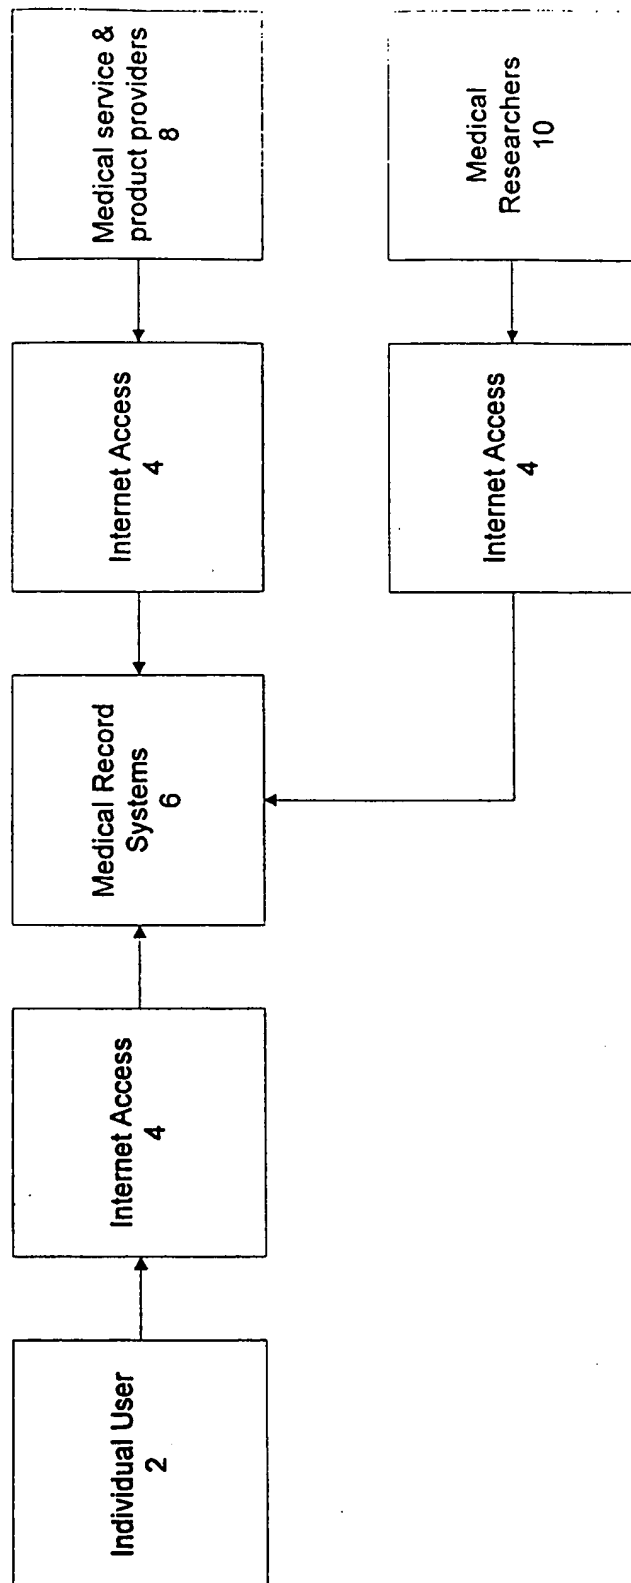 Individual User
2
Internet Access
4
Medical Record
Systems
6
Internet Access
4
Medical service &
product providers
8
Internet Access
4
Medical
Researchers
10